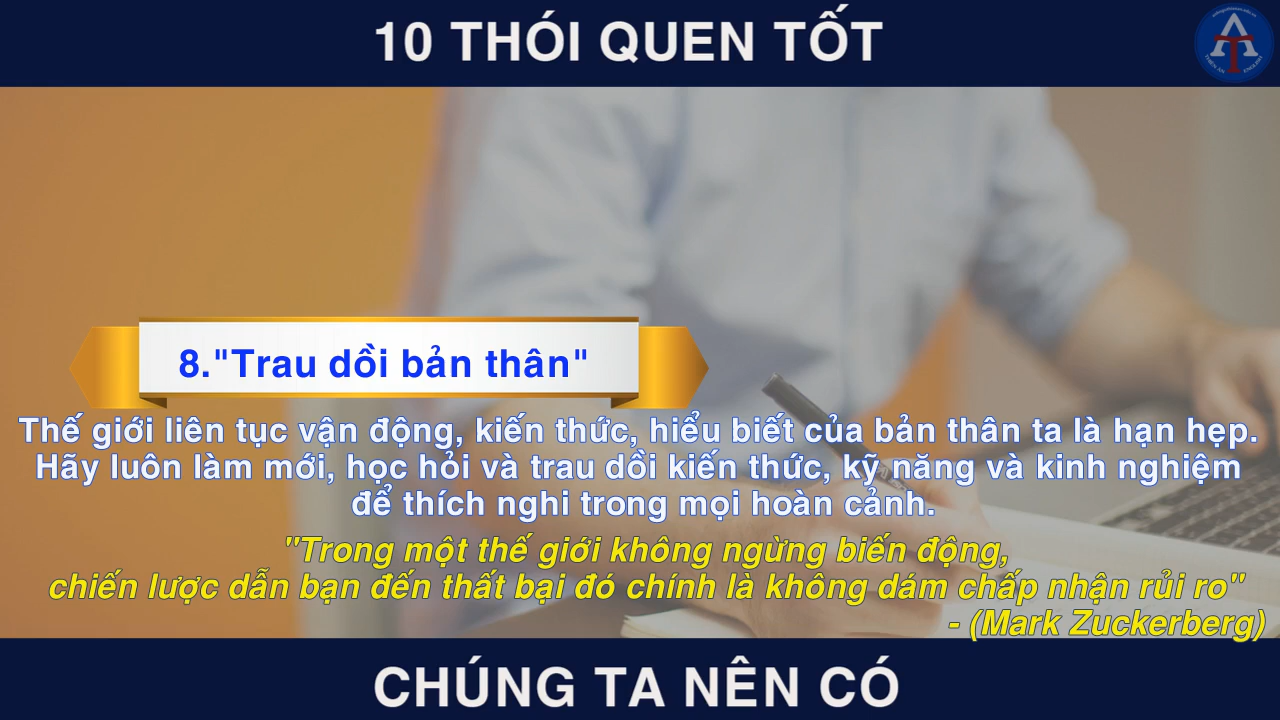 10 THÓI QUEN TỐT
8."Trau dồi bản thân"
Thế giới liên tục vận động, kiến thức, hiểu biết của bản thân ta là hạn hẹp.
Hãy luôn làm mới, học hỏi và trau dồi kiến thức, kỹ năng và kinh nghiệm
để thích nghi trong mọi hoàn cảnh.
"Trong một thế giới không ngừng biến động,
chiến lược dẫn bạn đến thất bại đó chính là không dám chấp nhận rủi ro"
- (Mark Zuckerberg)
CHÚNG TA NÊN CÓ